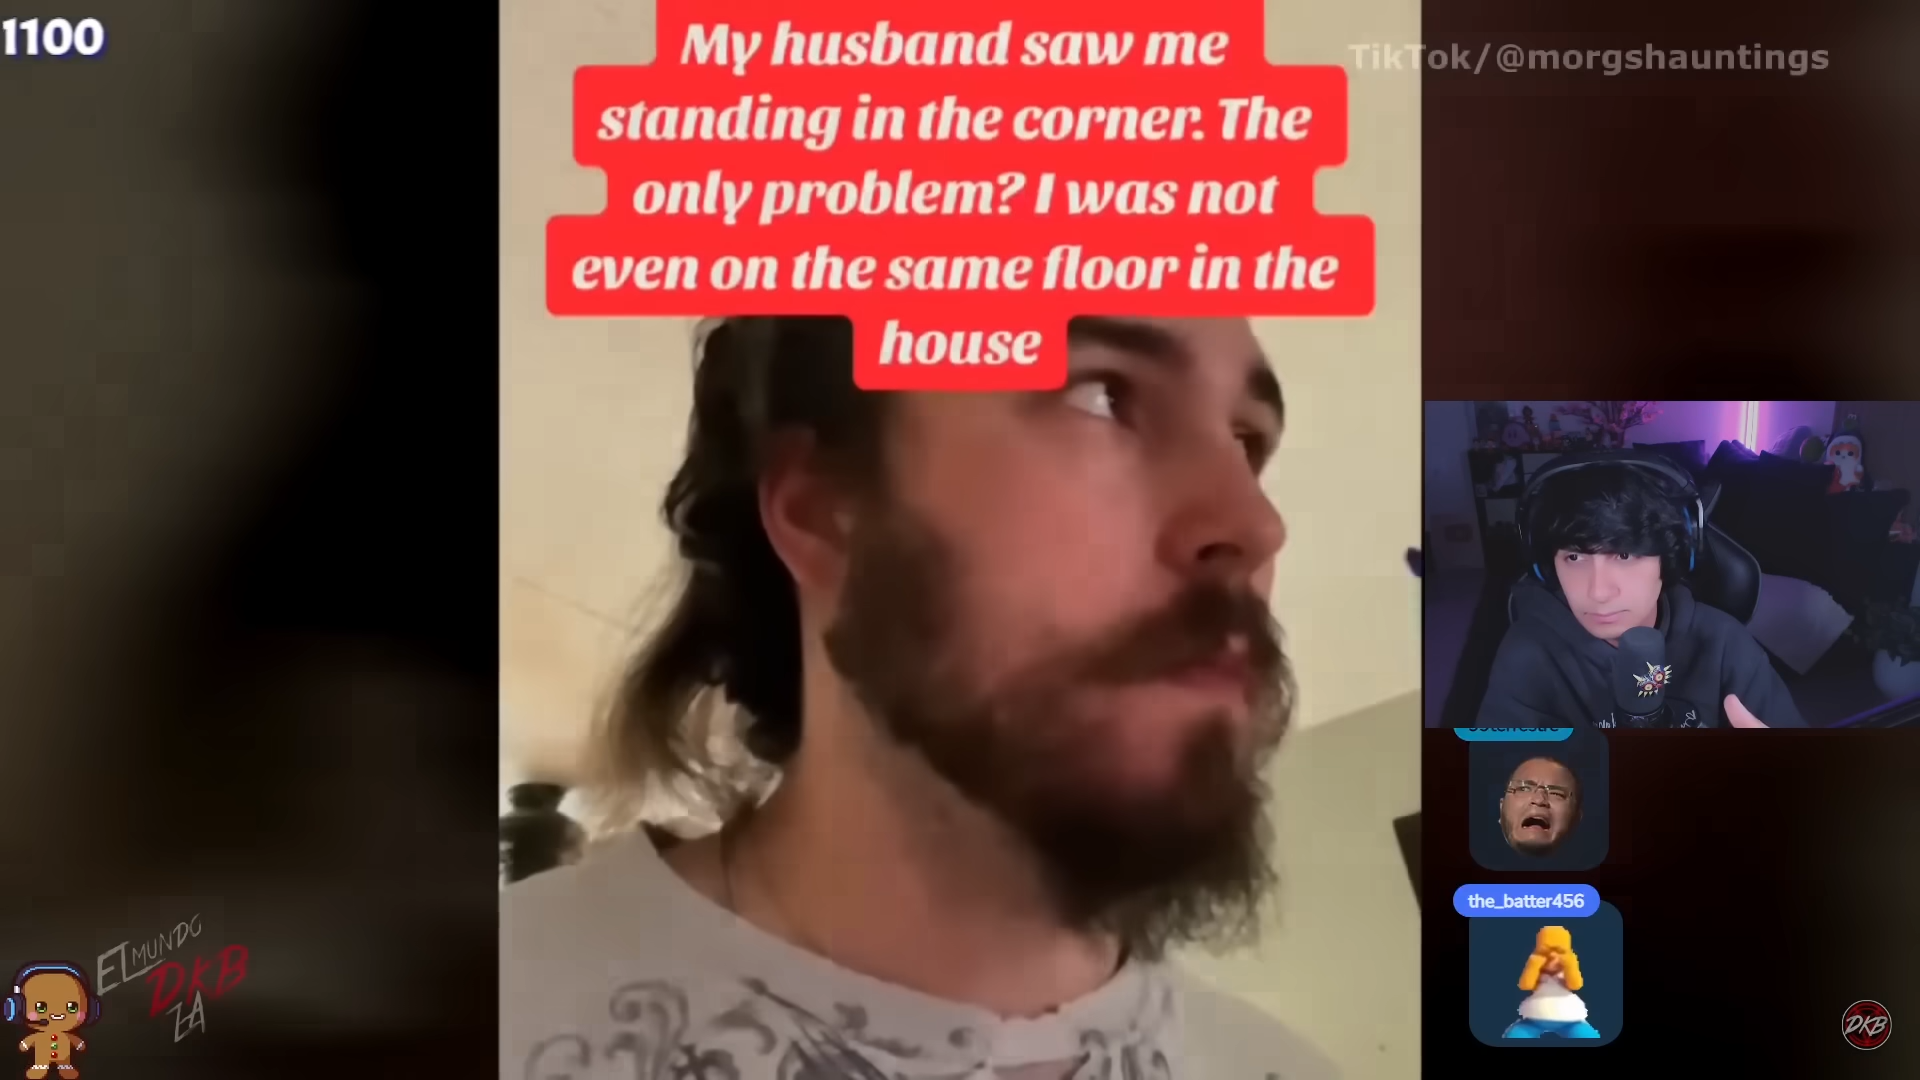 1100
My husband saw me
standing in the corner. The
only problem? I was not
even on the same floor in the
house
TikTok/@morgshauntings
the_batter456
EL MUNDO
DKB
ZA
DKB